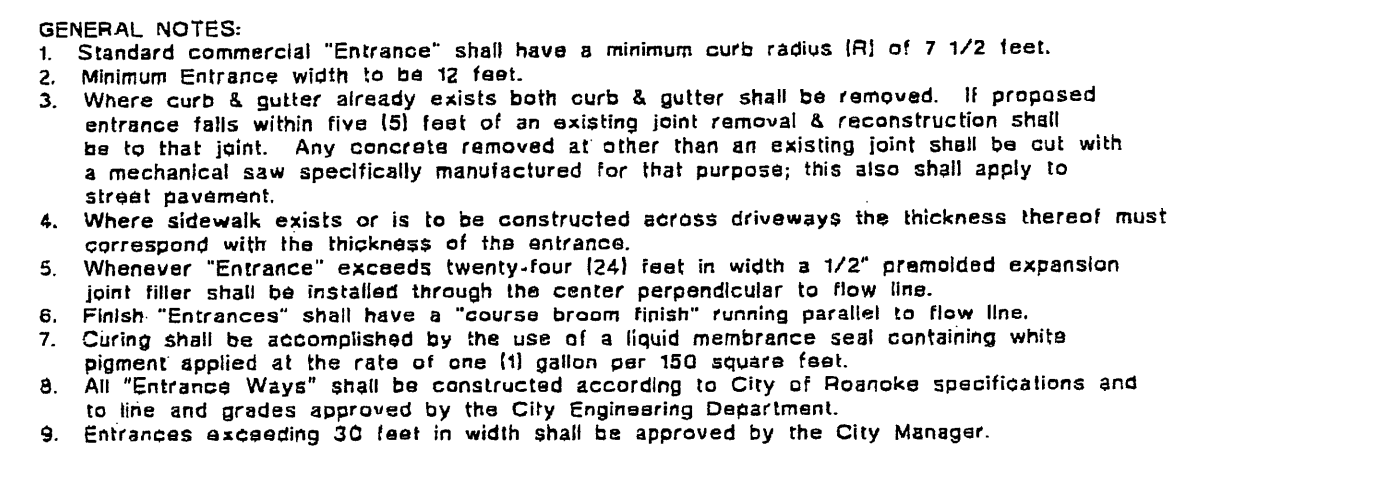 GENERAL NOTES:
1. Standard commercial "Entrance" shall have a minimum curb radius (R) of 7 1/2 feet.
2. Minimum Entrance width to be 12 feet.
3. Where curb & gutter already exists both curb & gutter shall be removed. If proposed
entrance falls within five (5) feet of an existing joint removal & reconstruction shall
be to that joint. Any concrete removed at other than an existing joint shall be cut with
a mechanical saw specifically manufactured for that purpose; this also shall apply to
street pavement.
4. Where sidewalk exists or is to be constructed across driveways the thickness thereof must
correspond with the thickness of the entrance.
5. Whenever "Entrance" exceeds twenty-four (24) feet in width a 1/2" premolded expansion
joint filler shall be installed through the center perpendicular to flow line.
6. Finish "Entrances" shall have a "course broom finish" running parallel to flow line.
7. Curing shall be accomplished by the use of a liquid membrance seal containing white
pigment applied at the rate of one (1) gallon per 150 square feet.
8. All "Entrance Ways" shall be constructed according to City of Roanoke specifications and
to line and grades approved by the City Engineering Department.
9. Entrances exceeding 30 feet in width shall be approved by the City Manager.